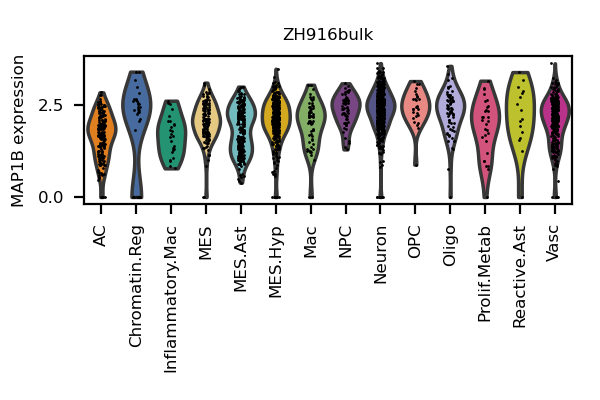 ZH916bulk
MAP1B expression
2.5
0.0
AC
Chromatin.Reg
Inflammatory.Mac
MES
MES.Ast
MES.Hyp
Mac
NPC
Neuron
OPC
Oligo
Prolif.Metab
Reactive.Ast
Vasc